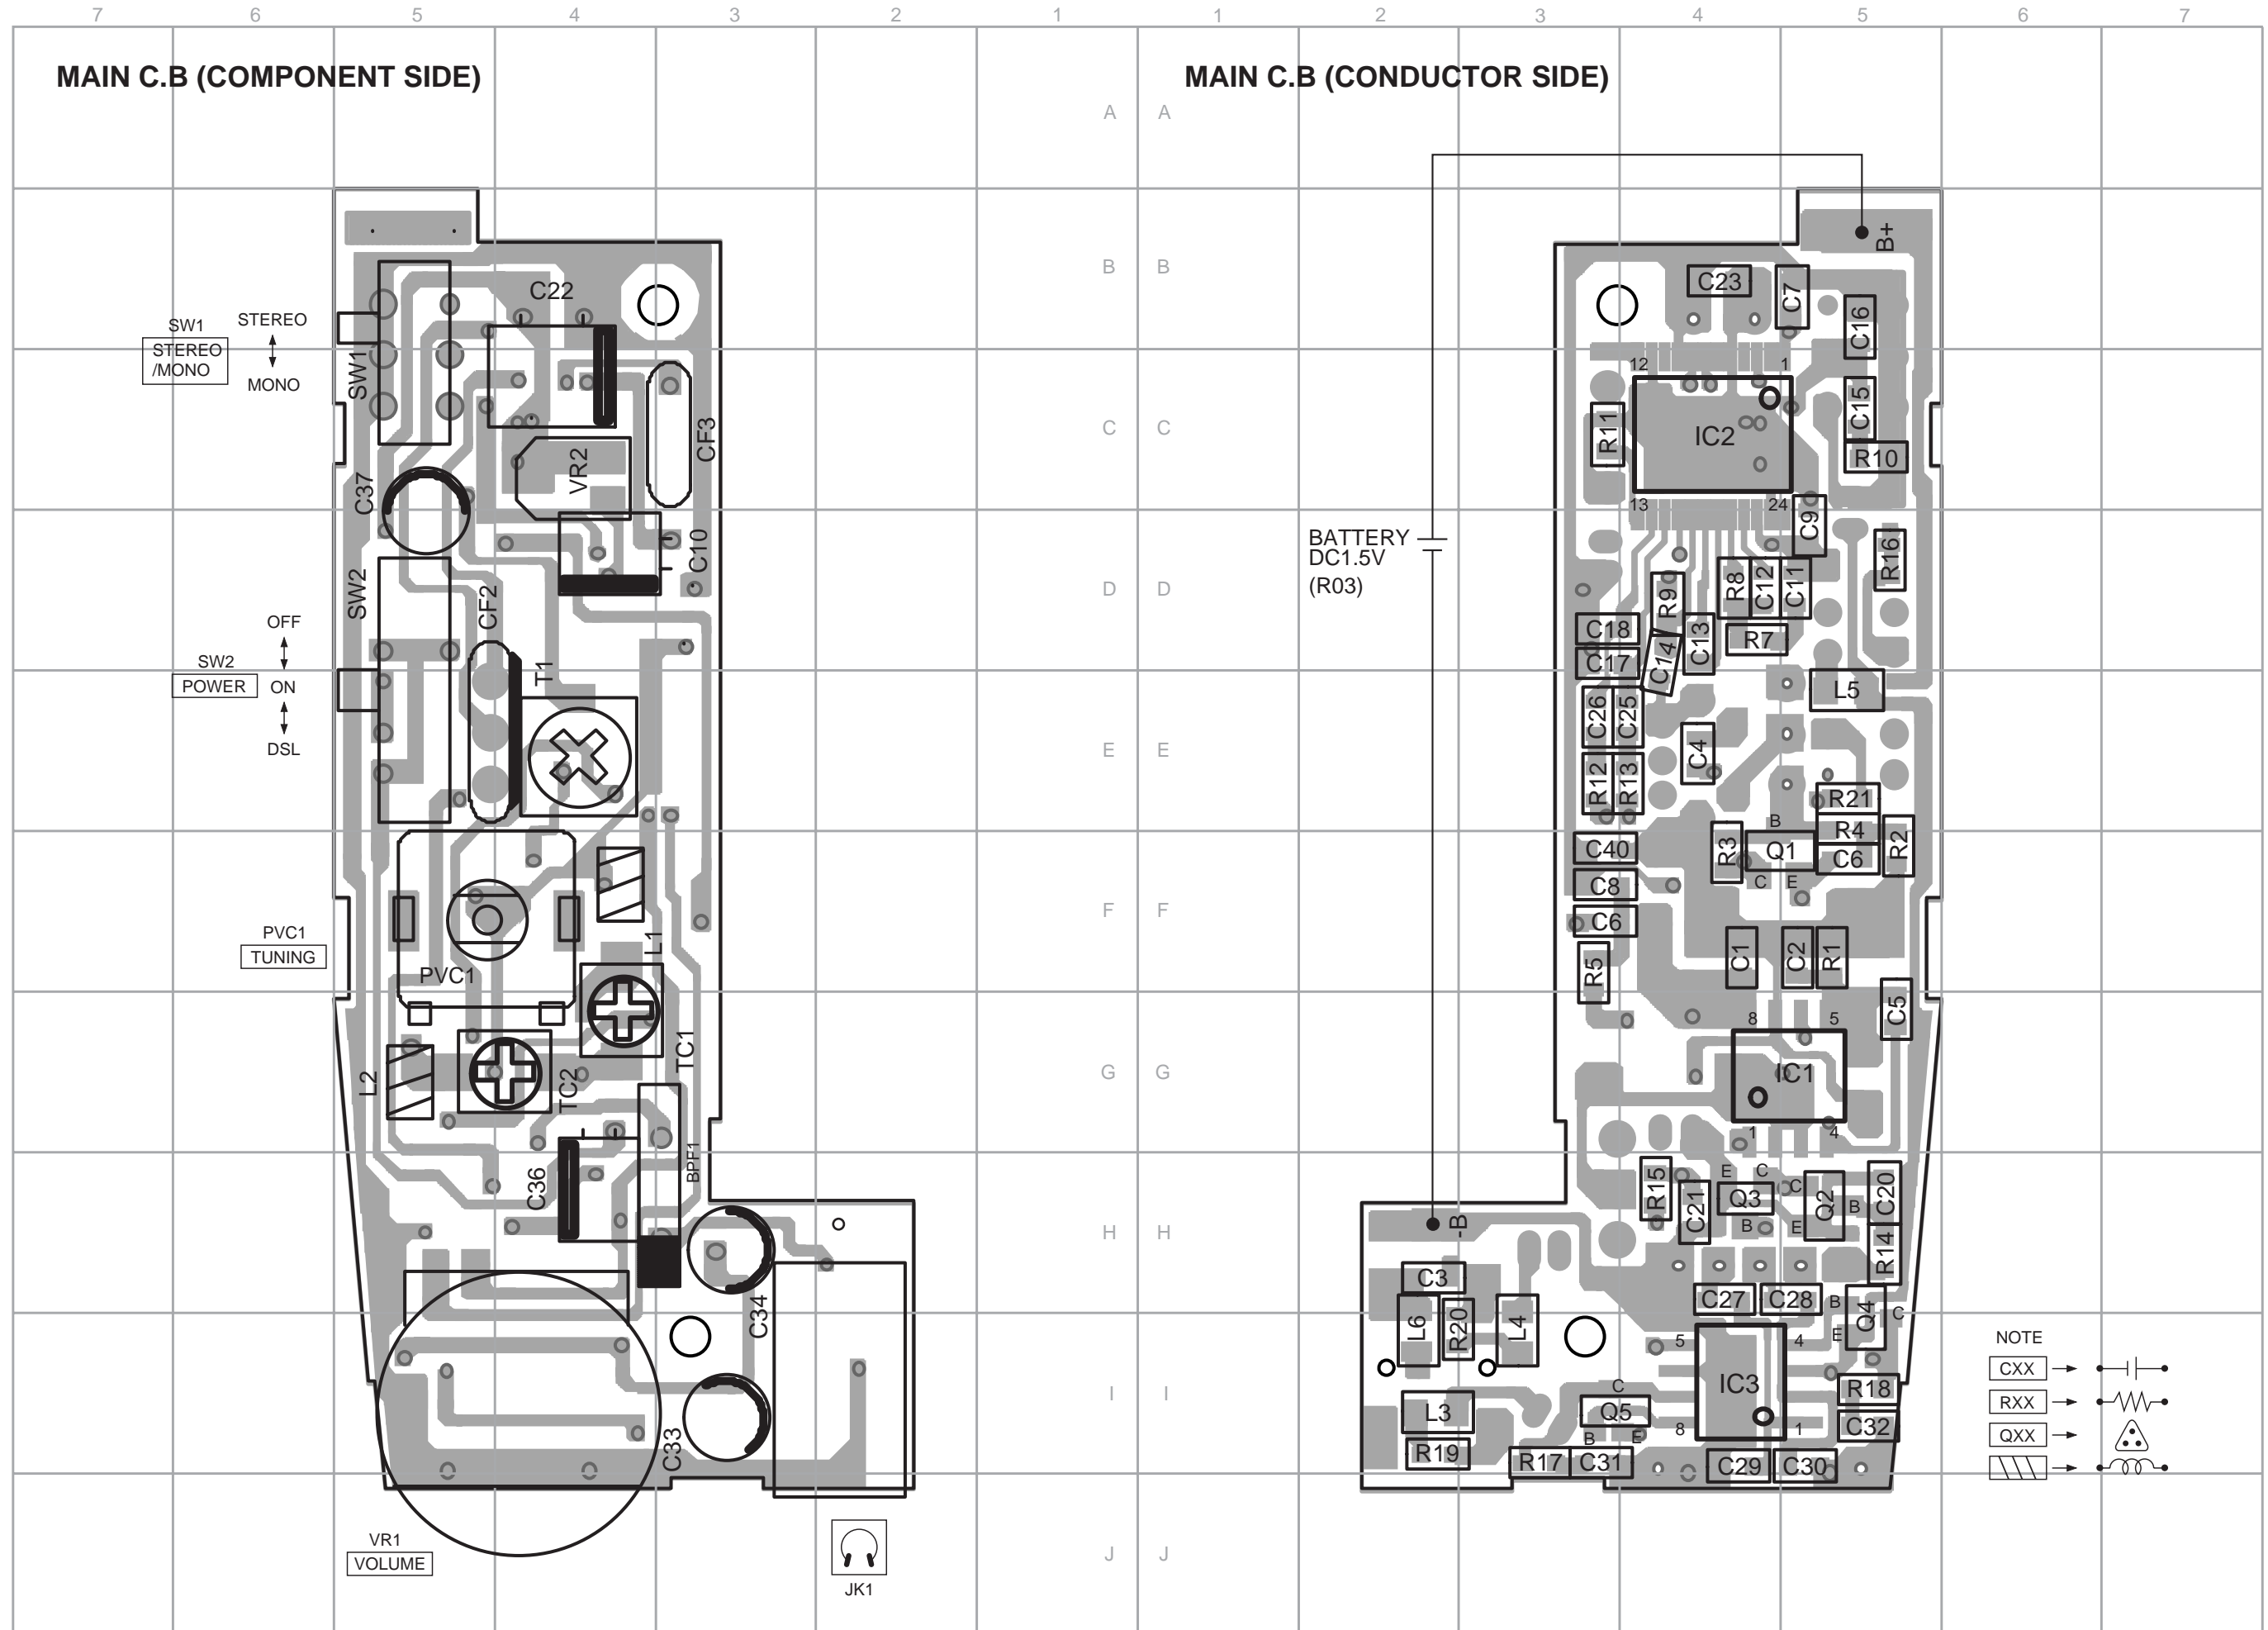 7 6 5 4 3 2 1 1 2 3 4 5 6 7
MAIN C.B (COMPONENT SIDE)
MAIN C.B (CONDUCTOR SIDE)
A A
B B
C C
D D
E E
F F
G G
H H
I I
J J
SW1
STEREO
/MONO
STEREO
MONO
SW1
C22
CF3
VR2
C37
C10
SW2
CF2
OFF
ON
DSL
SW2
POWER
T1
PVC1
TUNING
PVC1
L1
TC1
L2
TC2
BPF1
C36
C34
C33
VR1
VOLUME
JK1
BATTERY
DC1.5V
(R03)
B+
C23
C7
C16
12
1
C15
R11
IC2
R10
13
24
C9
R16
R8
C12
C11
R9
C18
C13
R7
C17
C14
L5
C26
C25
C4
R12
R13
R21
B
R4
R2
C40
R3
Q1
C6
C8
C
E
C6
C1
C2
R1
R5
C5
8
5
IC1
1
4
R15
E
C
C
C20
Q3
Q2
C21
B
B
E
B-
R14
C3
C27
C28
B
Q4
C
E
L6
R20
L4
5
4
IC3
R18
L3
C
Q5
8
1
C32
B
E
R19
R17
C31
C29
C30
NOTE
CXX
RXX
QXX